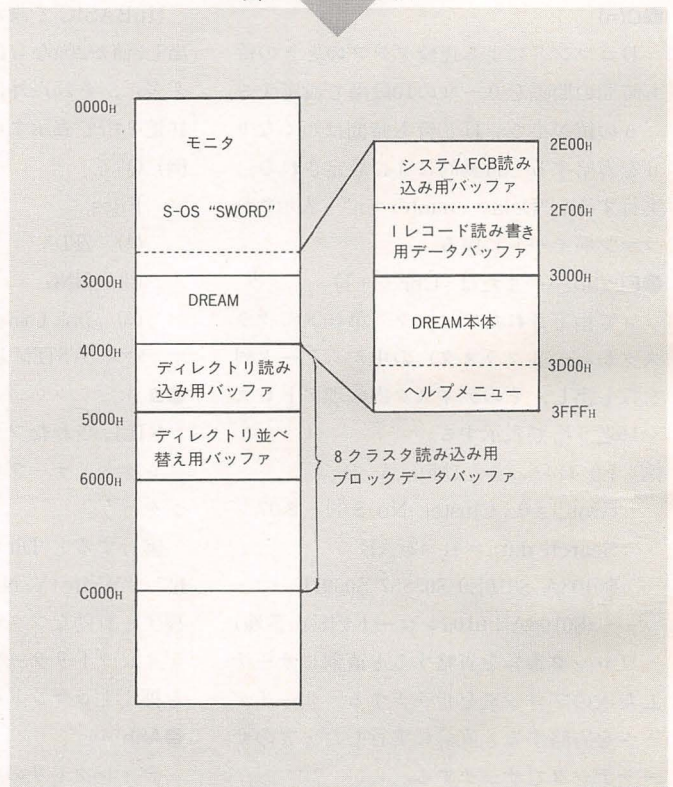 0000H
モニタ
S-OS “SWORD”
3000H
DREAM
4000H
ディレクトリ読み
込み用バッファ
5000H
ディレクトリ並べ
替え用バッファ
6000H
C000H
8クラスタ読み込み用
ブロックデータバッファ
2E00H
システムFCB読み
込み用バッファ
2F00H
1レコード読み書き
用データバッファ
3000H
DREAM本体
3D00H
ヘルプメニュー
3FFFH